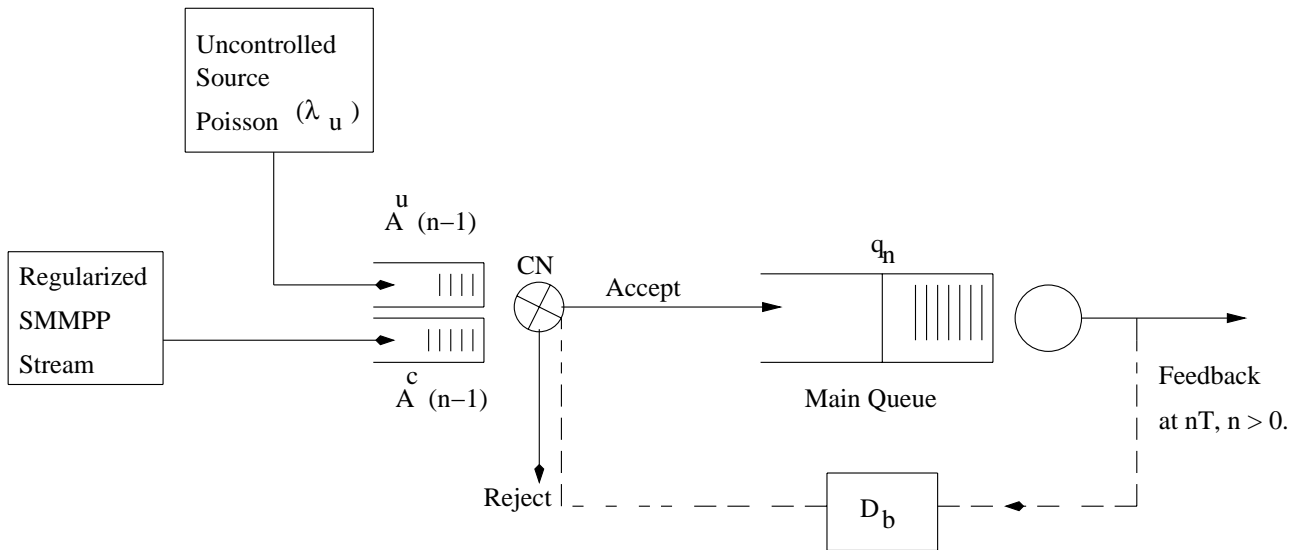 Uncontrolled
Source
Poisson (λ u )
u
A (n−1)
Regularized
SMMPP
Stream
c
A (n−1)
CN
Accept
Reject
q n
Main Queue
Feedback
at nT, n > 0.
D b